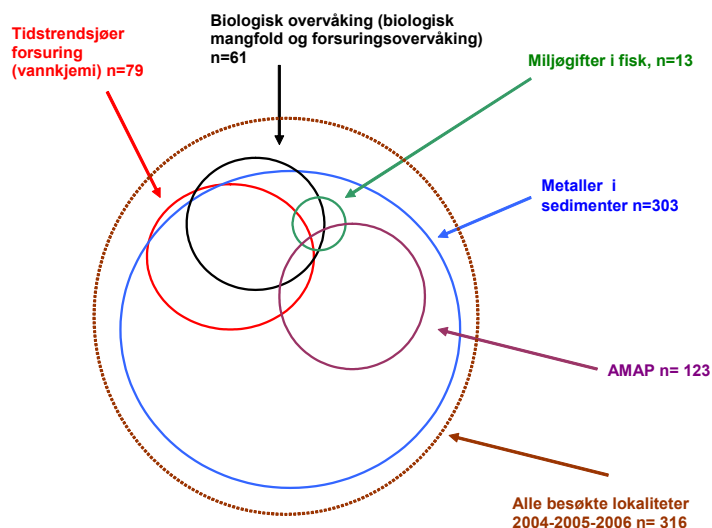 Tidstrendsjøer
forsuring
(vannkjemi) n=79
Biologisk overvåking (biologisk
mangfold og forsuringsovervåking)
n=61
Miljøgifter i fisk, n=13
Metaller i
sedimenter n=303
AMAP n= 123
Alle besøkte lokaliteter
2004-2005-2006 n= 316